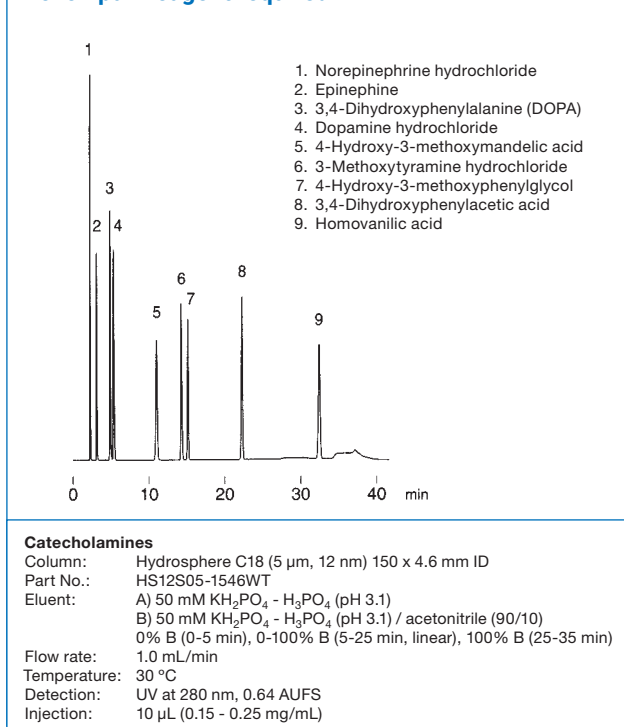 1
2
3
4
5
6
7
8
9
1. Norepinephrine hydrochloride
2. Epinephine
3. 3,4-Dihydroxyphenylalanine (DOPA)
4. Dopamine hydrochloride
5. 4-Hydroxy-3-methoxymandelic acid
6. 3-Methoxytyramine hydrochloride
7. 4-Hydroxy-3-methoxyphenylglycol
8. 3,4-Dihydroxyphenylacetic acid
9. Homovanilic acid
0 10 20 30 40 min
Catecholamines
Column: Hydrosphere C18 (5 µm, 12 nm) 150 x 4.6 mm ID
Part No.: HS12S05-1546WT
Eluent: A) 50 mM KH₂PO₄ - H₃PO₄ (pH 3.1)
B) 50 mM KH₂PO₄ - H₃PO₄ (pH 3.1) / acetonitrile (90/10)
0% B (0-5 min), 0-100% B (5-25 min, linear), 100% B (25-35 min)
Flow rate: 1.0 mL/min
Temperature: 30 ºC
Detection: UV at 280 nm, 0.64 AUFS
Injection: 10 µL (0.15 - 0.25 mg/mL)